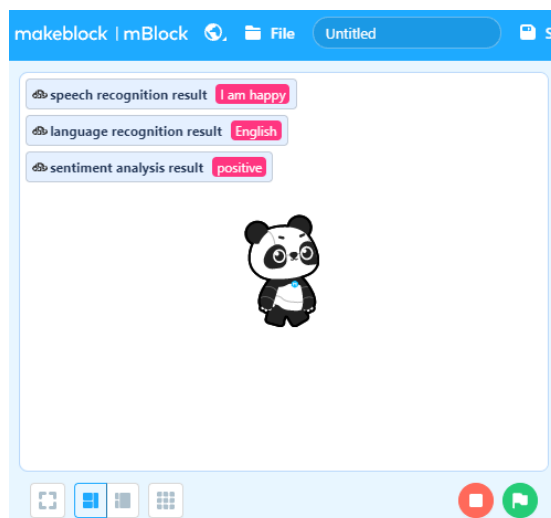 makeblock | mBlock File Untitled S
speech recognition result I am happy
language recognition result English
sentiment analysis result positive